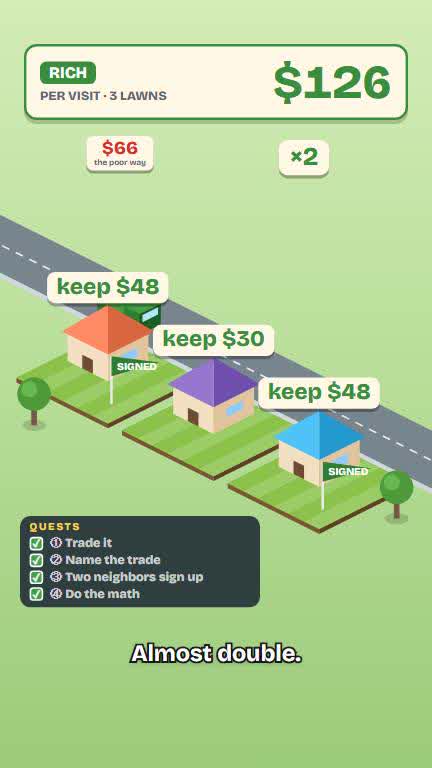 RICH
PER VISIT · 3 LAWNS
$126
$66
the poor way
×2
keep $48
keep $30
keep $48
SIGNED
SIGNED
QUESTS
✅ ① Trade it
✅ ② Name the trade
✅ ③ Two neighbors sign up
✅ ④ Do the math
Almost double.